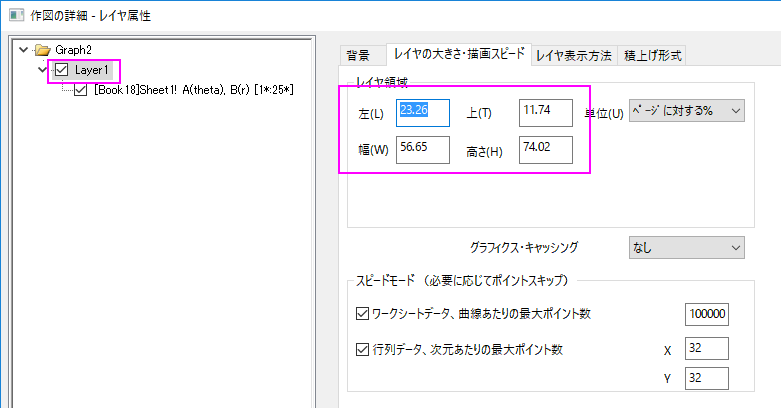 作図の詳細 - レイヤ属性
Graph2
Layer1
[Book18]Sheet1! A(theta), B(r) [1*:25*]
背景 レイヤの大きさ・描画スピード レイヤ表示方法 積上げ形式
レイヤ領域
左(L) 23.26 上(T) 11.74 単位(U) ページに対する%
幅(W) 56.65 高さ(H) 74.02
グラフィクス・キャッシング なし
スピードモード （必要に応じてポイントスキップ）
ワークシートデータ、曲線あたりの最大ポイント数 100000
行列データ、次元あたりの最大ポイント数 X 32
Y 32